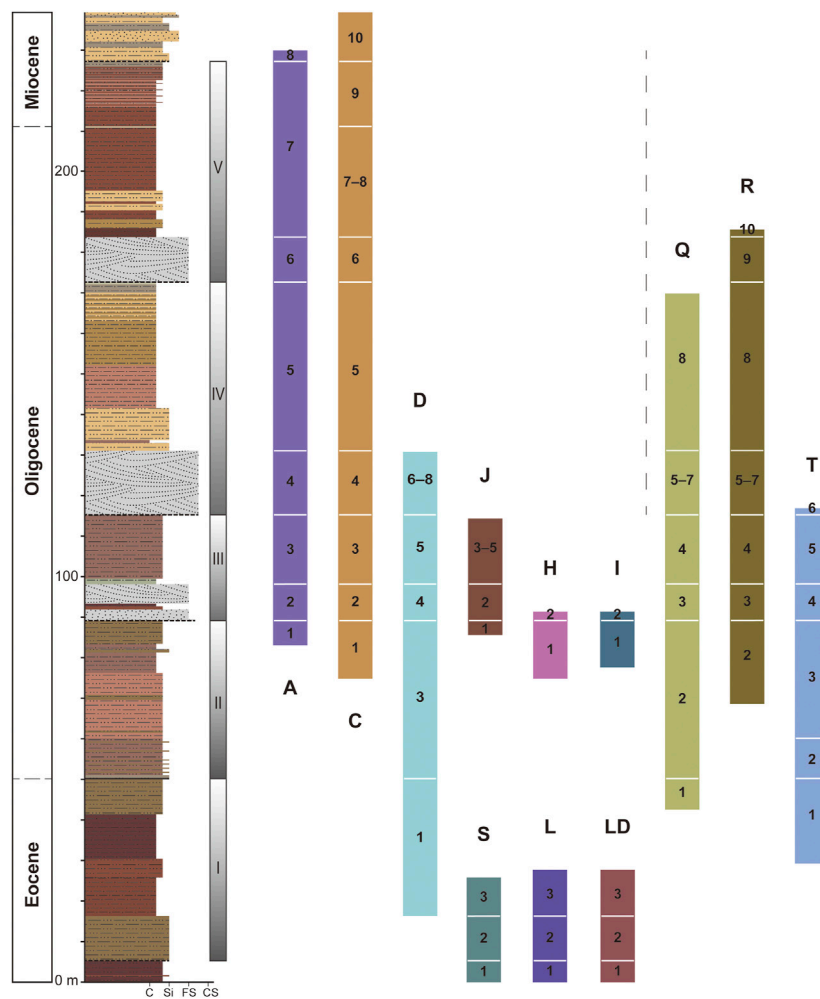 Miocene
Oligocene
Eocene
200
100
0 m
C Si FS CS
V
IV
III
II
I
8
7
6
5
4
3
2
1
A
10
9
7–8
6
5
4
3
2
1
C
D
6–8
5
4
3
1
J
3–5
2
1
H
2
1
I
2
1
S
3
2
1
L
3
2
1
LD
3
2
1
Q
8
5–7
4
3
2
1
R
10
9
8
5–7
4
3
2
T
6
5
4
3
2
1